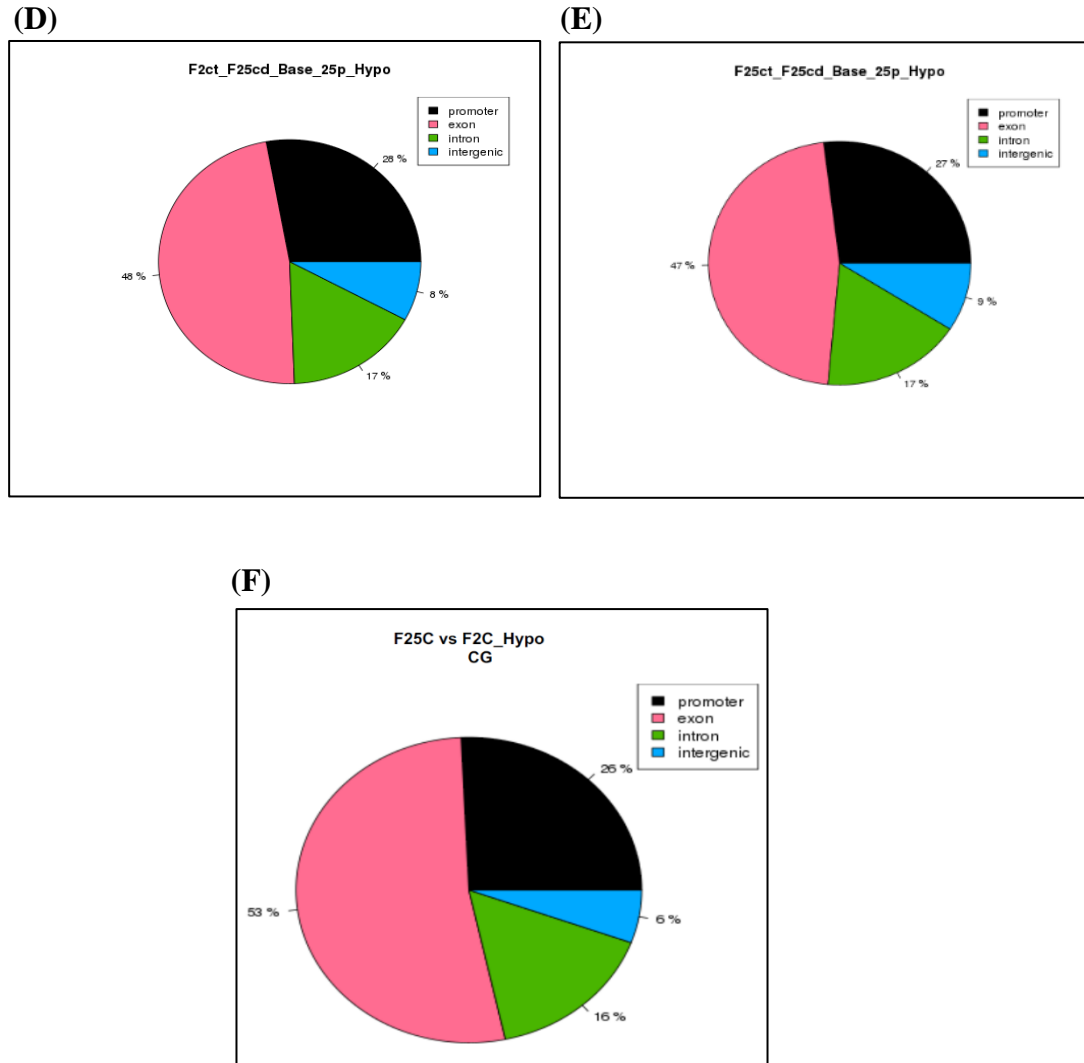 (D)
F2ct_F25cd_Base_25p_Hypo
promoter
exon
intron
intergenic
28 %
48 %
8 %
17 %
(E)
F25ct_F25cd_Base_25p_Hypo
promoter
exon
intron
intergenic
27 %
47 %
9 %
17 %
(F)
F25C vs F2C_Hypo
CG
promoter
exon
intron
intergenic
26 %
53 %
6 %
16 %